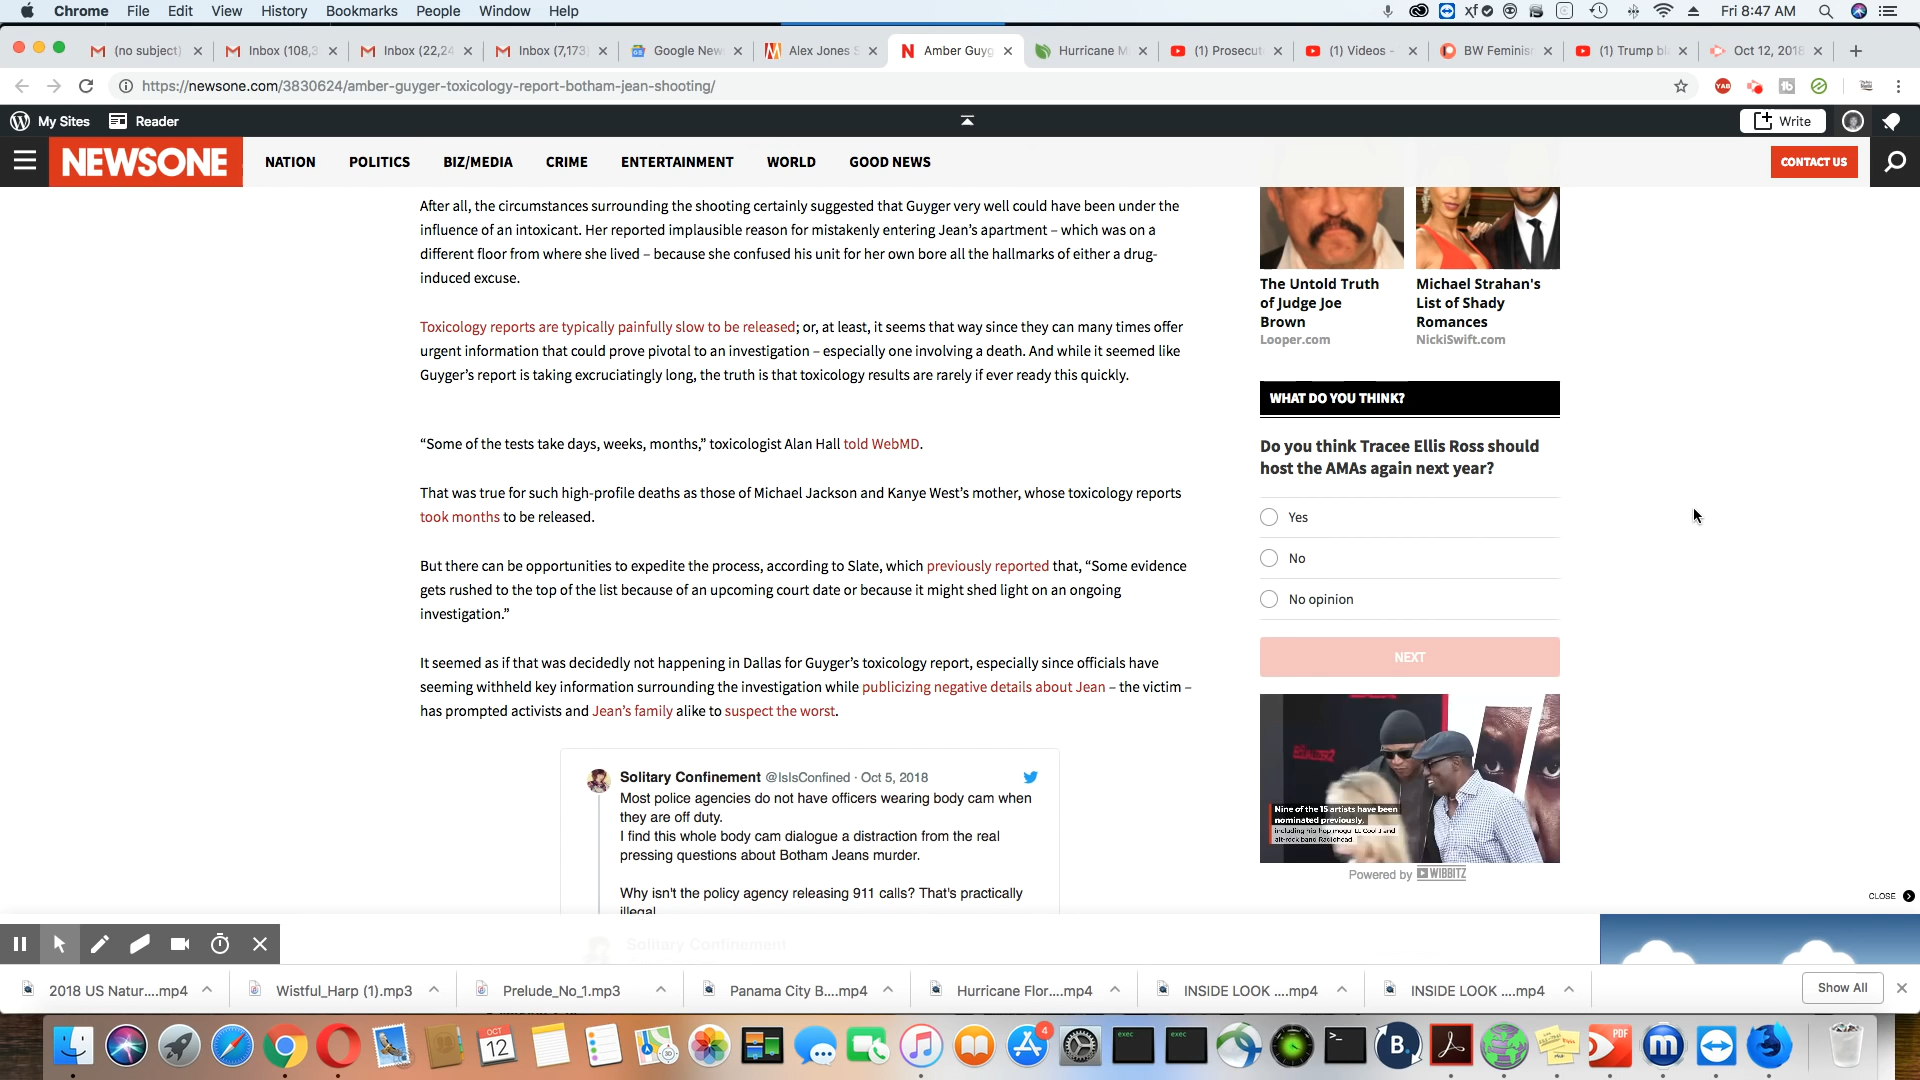 Chrome File Edit View History Bookmarks People Window Help
Fri 8:47 AM
(no subject)
Inbox (108,3
Inbox (22,24
Inbox (7,173
Google New
Alex Jones S
Amber Guyg
Hurricane M
(1) Prosecut
(1) Videos -
BW Feminis
(1) Trump bl
Oct 12, 2018
https://newsone.com/3830624/amber-guyger-toxicology-report-botham-jean-shooting/
My Sites Reader
Write
NEWSONE
NATION POLITICS BIZ/MEDIA CRIME ENTERTAINMENT WORLD GOOD NEWS
CONTACT US
After all, the circumstances surrounding the shooting certainly suggested that Guyger very well could have been under the
influence of an intoxicant. Her reported implausible reason for mistakenly entering Jean’s apartment – which was on a
different floor from where she lived – because she confused his unit for her own bore all the hallmarks of either a drug-
induced excuse.
Toxicology reports are typically painfully slow to be released; or, at least, it seems that way since they can many times offer
urgent information that could prove pivotal to an investigation – especially one involving a death. And while it seemed like
Guyger’s report is taking excruciatingly long, the truth is that toxicology results are rarely if ever ready this quickly.
“Some of the tests take days, weeks, months,” toxicologist Alan Hall told WebMD.
That was true for such high-profile deaths as those of Michael Jackson and Kanye West’s mother, whose toxicology reports
took months to be released.
But there can be opportunities to expedite the process, according to Slate, which previously reported that, “Some evidence
gets rushed to the top of the list because of an upcoming court date or because it might shed light on an ongoing
investigation.”
It seemed as if that was decidedly not happening in Dallas for Guyger’s toxicology report, especially since officials have
seeming withheld key information surrounding the investigation while publicizing negative details about Jean – the victim –
has prompted activists and Jean’s family alike to suspect the worst.
Solitary Confinement @IsIsConfined · Oct 5, 2018
Most police agencies do not have officers wearing body cam when
they are off duty.
I find this whole body cam dialogue a distraction from the real
pressing questions about Botham Jeans murder.
Why isn't the policy agency releasing 911 calls? That's practically
illegal
Solitary Confinement
The Untold Truth
of Judge Joe
Brown
Looper.com
Michael Strahan's
List of Shady
Romances
NickiSwift.com
WHAT DO YOU THINK?
Do you think Tracee Ellis Ross should
host the AMAs again next year?
Yes
No
No opinion
NEXT
Nine of the 15 artists have been
nominated previously,
including hip hop mogul LL Cool J and
alt-rock band Radiohead.
Powered by WIBBITZ
CLOSE
2018 US Natur....mp4
Wistful_Harp (1).mp3
Prelude_No_1.mp3
Panama City B....mp4
Hurricane Flor....mp4
INSIDE LOOK ....mp4
INSIDE LOOK ....mp4
Show All
OCT
12
4
exec
exec
B.
PDF
m